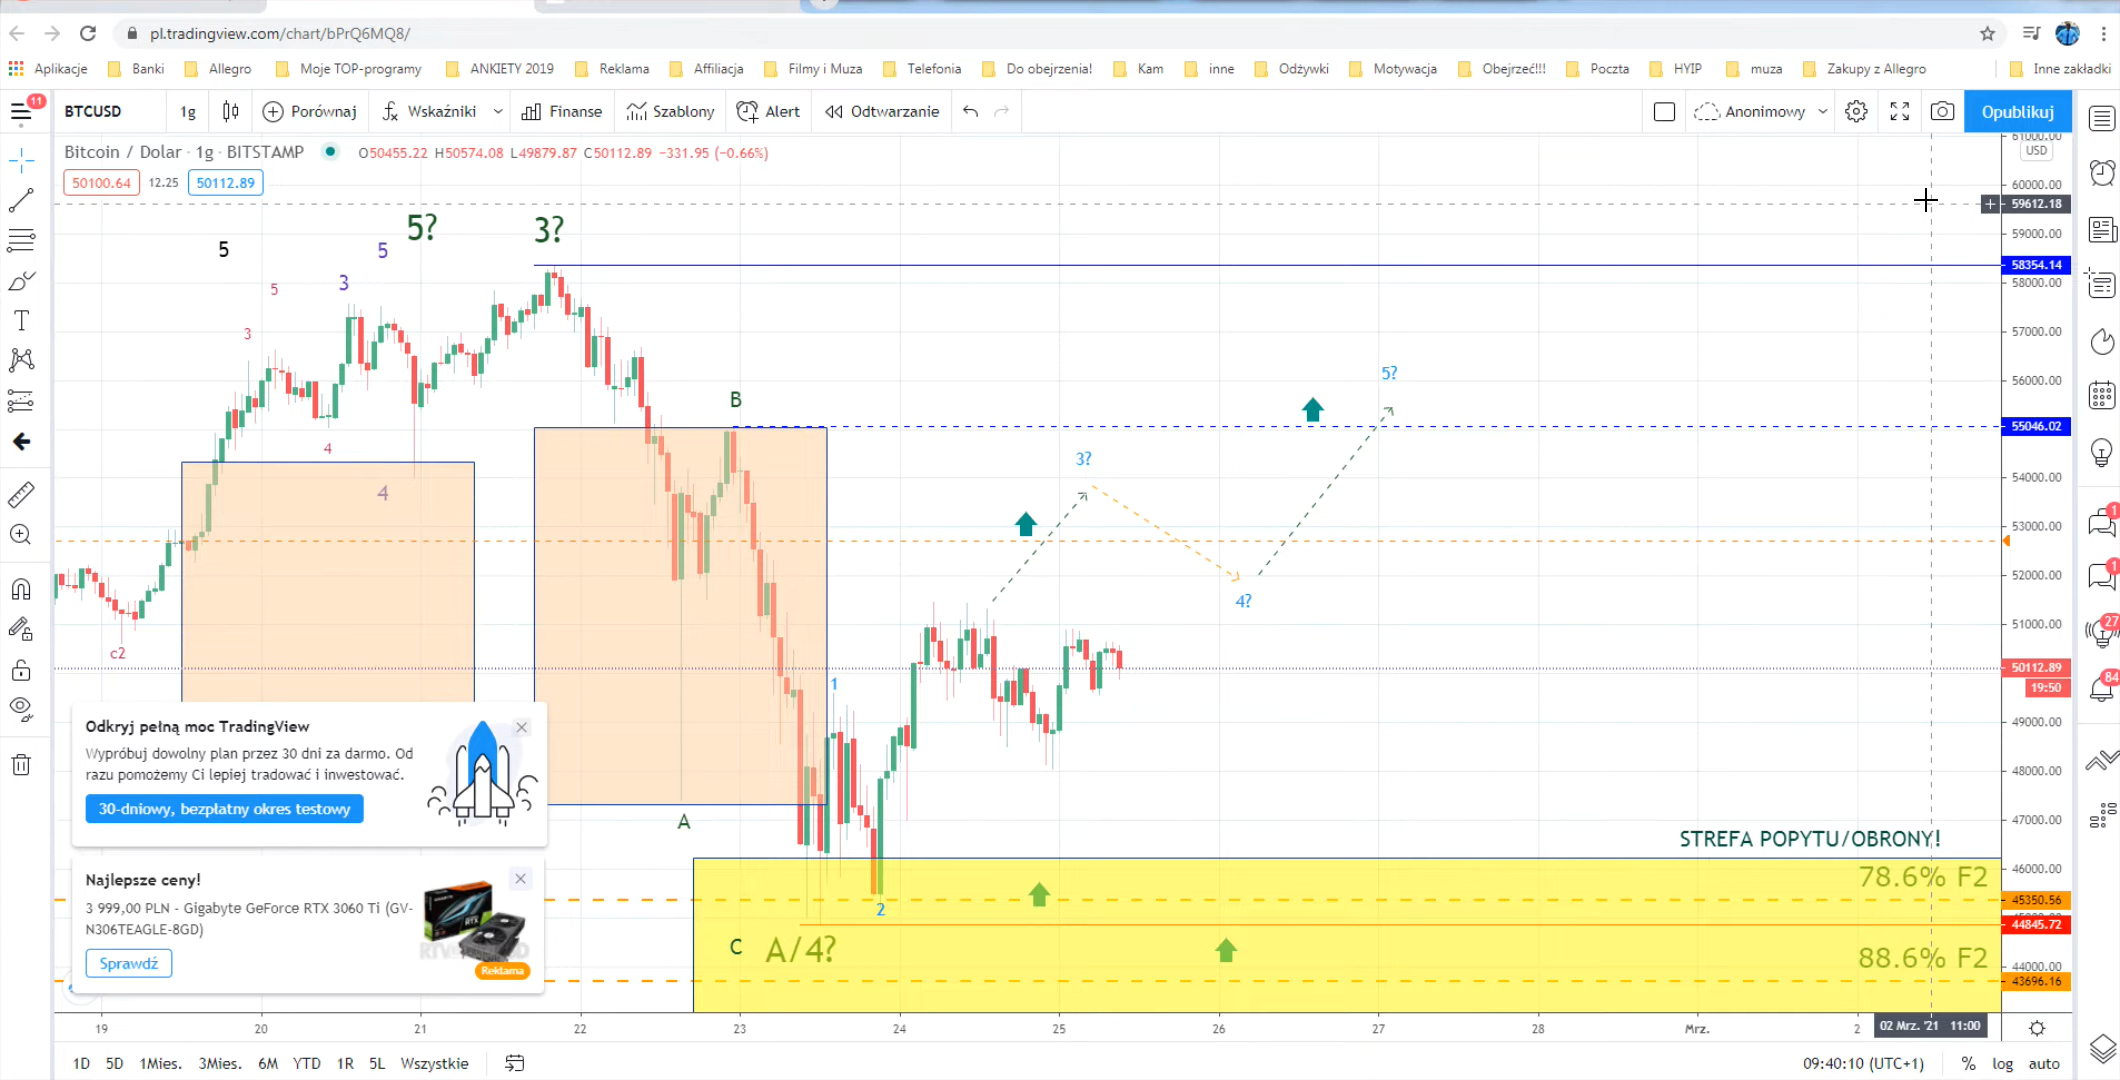 pl.tradingview.com/chart/bPrQ6MQ8/
Aplikacje Banki Allegro Moje TOP-programy ANKIETY 2019 Reklama Affiliacja Filmy i Muza Telefonia Do obejrzenia! Kam inne Odżywki Motywacja Obejrzeć!!! Poczta HYIP muza Zakupy z Allegro Inne zakładki
11 BTCUSD 1g Porównaj Wskaźniki Finanse Szablony Alert Odtwarzanie Anonimowy Opublikuj
Bitcoin / Dolar · 1g · BITSTAMP O50455.22 H50574.08 L49879.87 C50112.89 −331.95 (−0.66%)
50100.64 12.25 50112.89
61000.00
USD
60000.00
59612.18
59000.00
58354.14
58000.00
57000.00
56000.00
55046.02
54000.00
53000.00
52000.00
51000.00
50112.89
19:50
49000.00
48000.00
47000.00
46000.00
45350.56
44845.72
44000.00
43696.16
5 5 5? 3?
5 3
3
4
4
c2
B
A
1
2
C A/4?
3?
4?
5?
STREFA POPYTU/OBRONY!
78.6% F2
88.6% F2
Odkryj pełną moc TradingView
Wypróbuj dowolny plan przez 30 dni za darmo. Od
razu pomożemy Ci lepiej tradować i inwestować.
30-dniowy, bezpłatny okres testowy
Najlepsze ceny!
3 999,00 PLN - Gigabyte GeForce RTX 3060 Ti (GV-
N306TEAGLE-8GD)
Sprawdź
Reklama
1
1
27
84
19 20 21 22 23 24 25 26 27 28 Mrz. 2 02 Mrz. '21 11:00
1D 5D 1Mies. 3Mies. 6M YTD 1R 5L Wszystkie 09:40:10 (UTC+1) % log auto